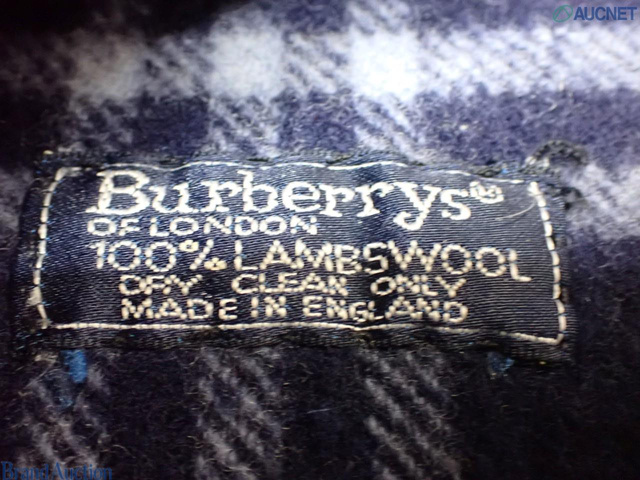 AUCNET
Burberrys®
OF LONDON
100% LAMBSWOOL
DRY CLEAN ONLY
MADE IN ENGLAND
Brand Auction